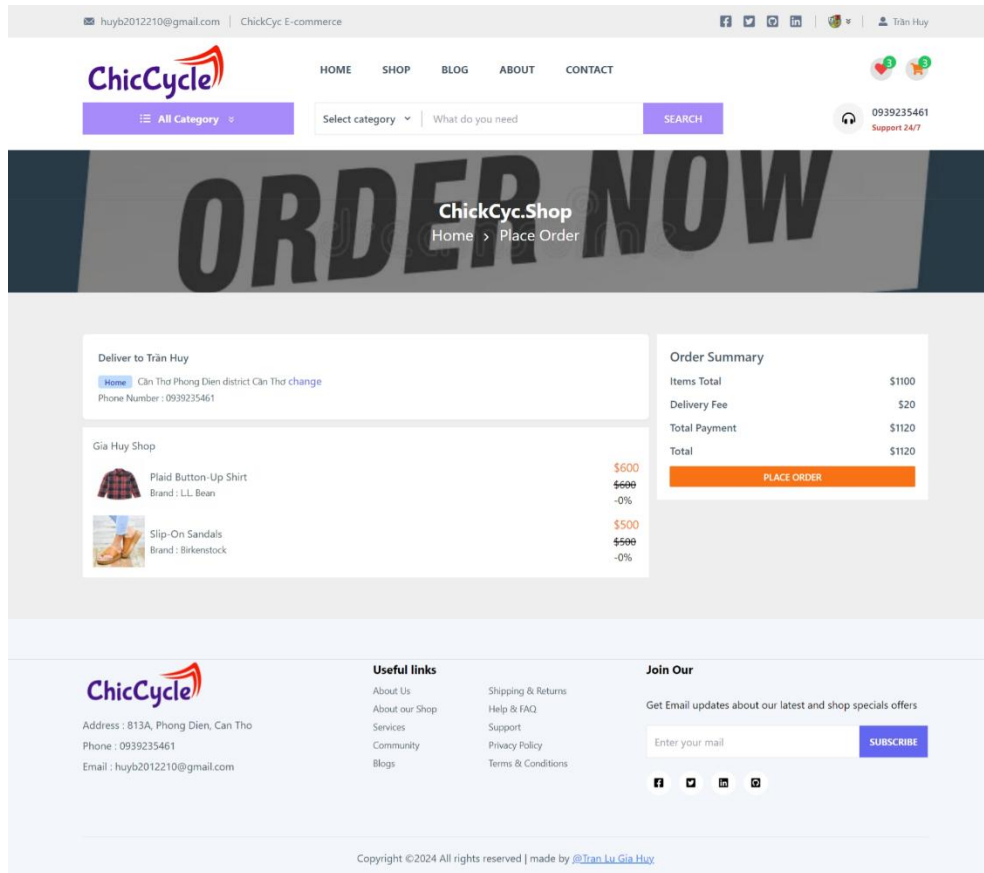 huyb2012210@gmail.com | ChickCyc E-commerce
Trần Huy
ChicCycle
HOME SHOP BLOG ABOUT CONTACT
3 3
All Category
Select category What do you need SEARCH
0939235461
Support 24/7
ORDER NOW
ChickCyc.Shop
Home > Place Order
Deliver to Trần Huy
Home Cần Thơ Phong Dien district Cần Thơ change
Phone Number : 0939235461
Gia Huy Shop
Plaid Button-Up Shirt
Brand : L.L. Bean
$600
$600
-0%
Slip-On Sandals
Brand : Birkenstock
$500
$500
-0%
Order Summary
Items Total $1100
Delivery Fee $20
Total Payment $1120
Total $1120
PLACE ORDER
ChicCycle
Address : 813A, Phong Dien, Can Tho
Phone : 0939235461
Email : huyb2012210@gmail.com
Useful links
About Us
About our Shop
Services
Community
Blogs
Shipping & Returns
Help & FAQ
Support
Privacy Policy
Terms & Conditions
Join Our
Get Email updates about our latest and shop specials offers
Enter your mail SUBSCRIBE
Copyright ©2024 All rights reserved | made by @Tran Lu Gia Huy